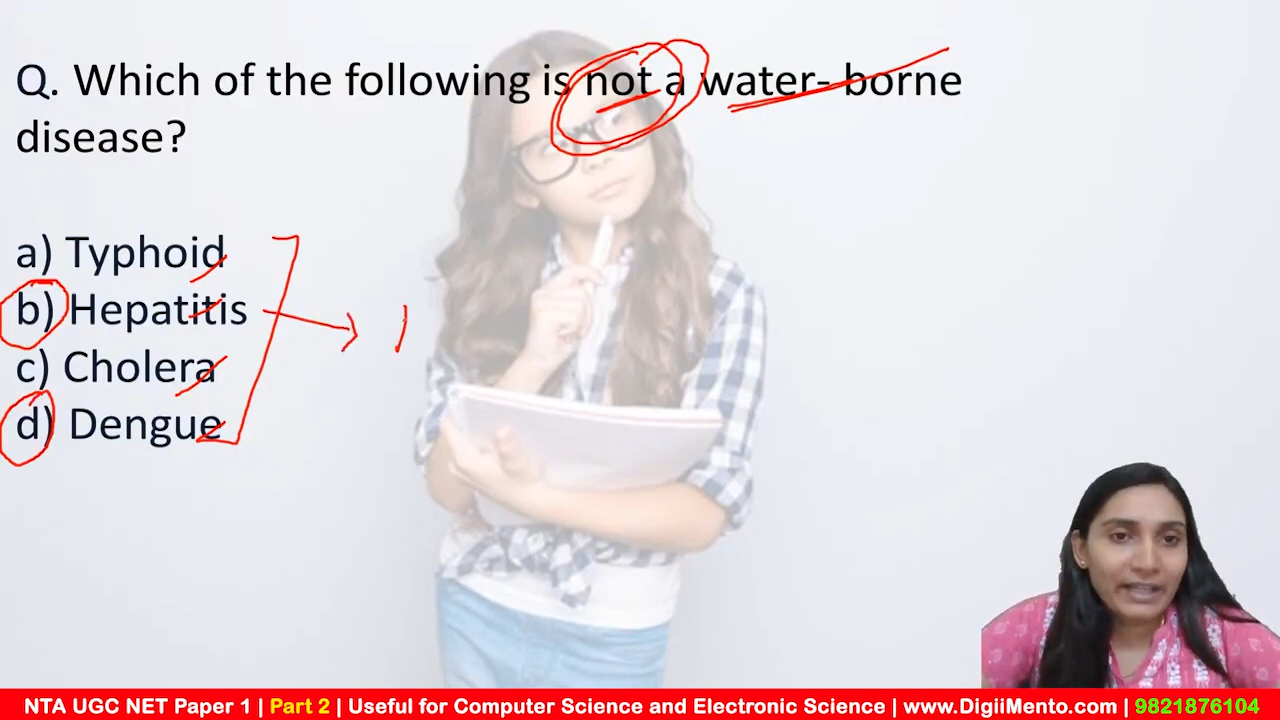 Q. Which of the following is not a water- borne
disease?
a) Typhoid
b) Hepatitis
c) Cholera
d) Dengue
NTA UGC NET Paper 1 | Part 2 | Useful for Computer Science and Electronic Science | www.DigiiMento.com | 9821876104